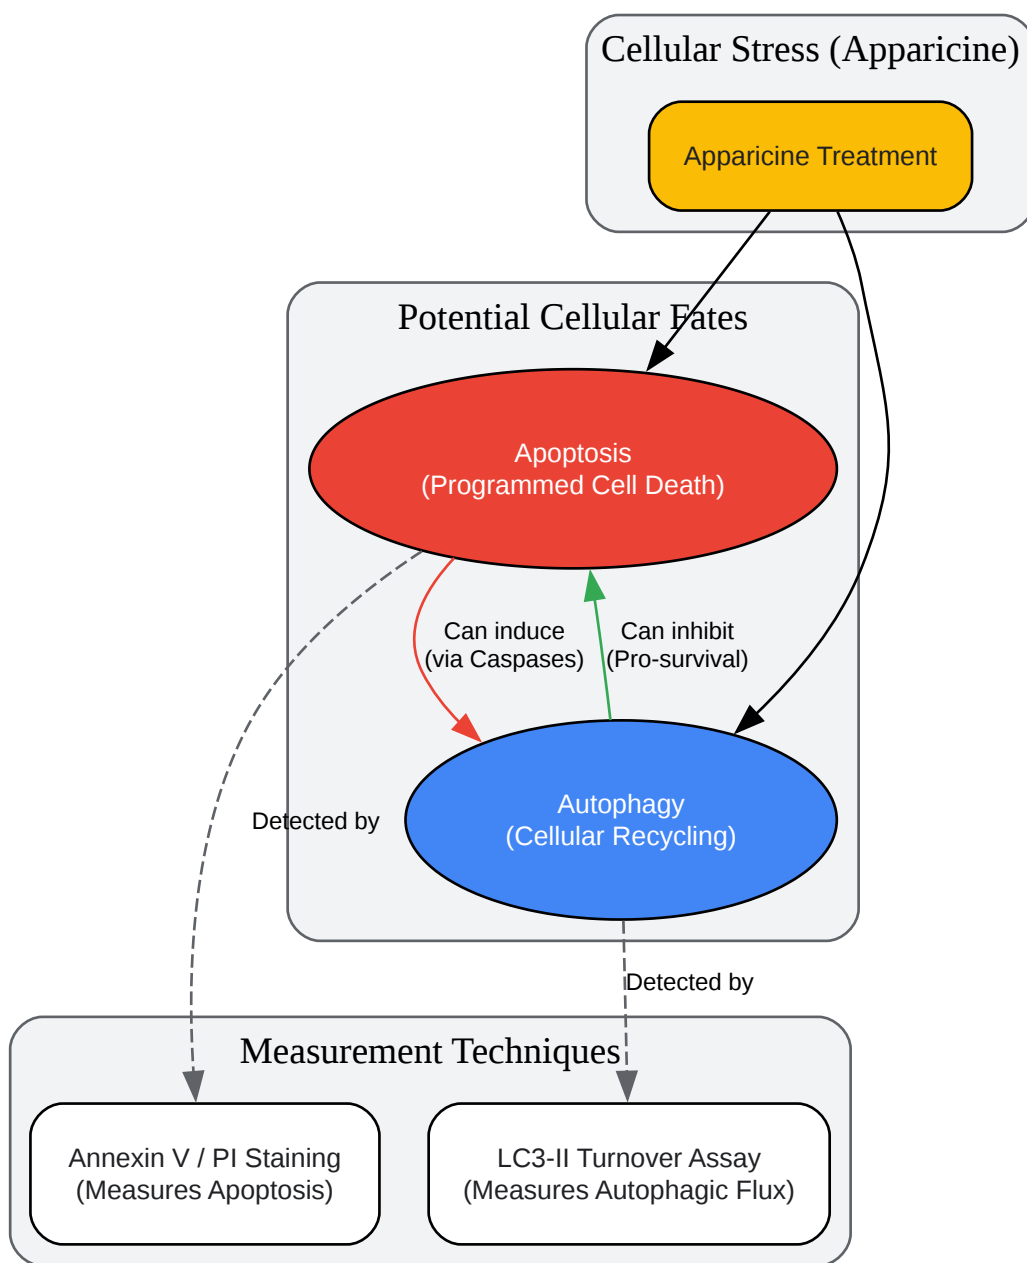 Cellular Stress (Apparicine)
Apparicine Treatment
Potential Cellular Fates
Apoptosis
(Programmed Cell Death)
Can induce
(via Caspases)
Can inhibit
(Pro-survival)
Autophagy
(Cellular Recycling)
Detected by
Detected by
Measurement Techniques
Annexin V / PI Staining
(Measures Apoptosis)
LC3-II Turnover Assay
(Measures Autophagic Flux)